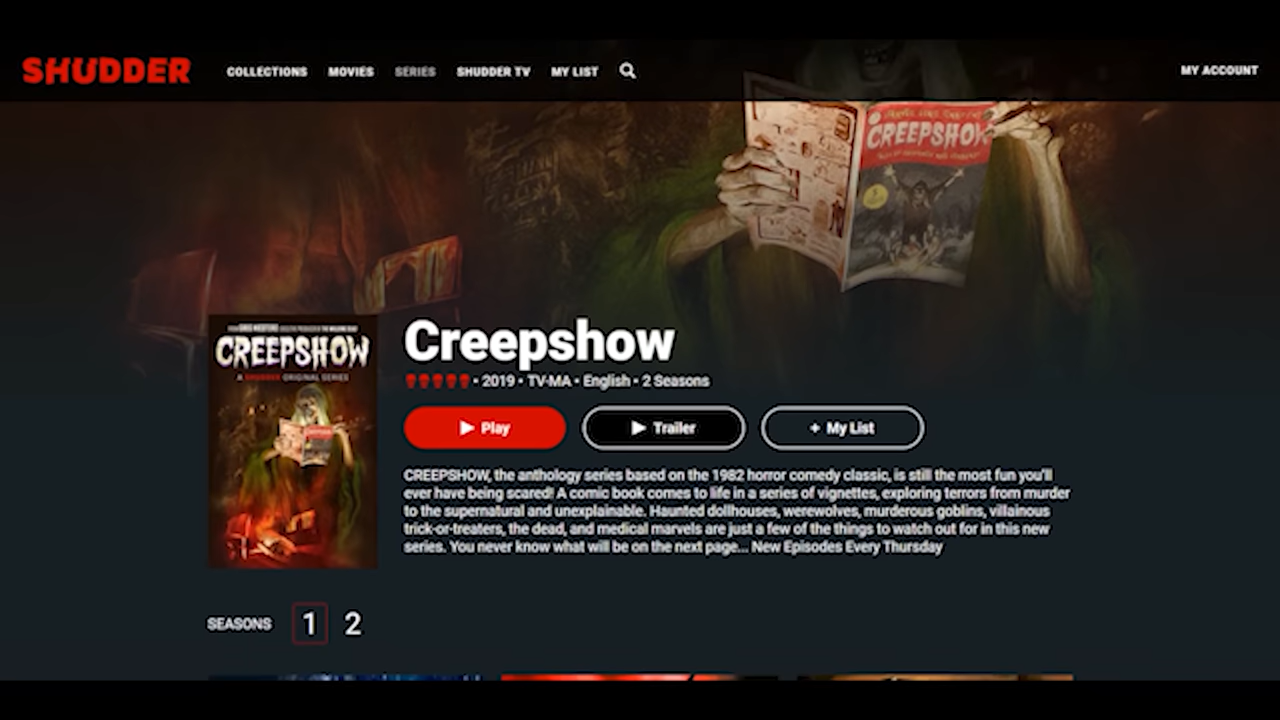 SHUDDER
COLLECTIONS MOVIES SERIES SHUDDER TV MY LIST
MY ACCOUNT
CREEPSHOW
CREEPSHOW
A SHUDDER ORIGINAL SERIES
Creepshow
• 2019 • TV-MA • English • 2 Seasons
Play
Trailer
+ My List
CREEPSHOW, the anthology series based on the 1982 horror comedy classic, is still the most fun you'll
ever have being scared! A comic book comes to life in a series of vignettes, exploring terrors from murder
to the supernatural and unexplainable. Haunted dollhouses, werewolves, murderous goblins, villainous
trick-or-treaters, the dead, and medical marvels are just a few of the things to watch out for in this new
series. You never know what will be on the next page... New Episodes Every Thursday
SEASONS 1 2